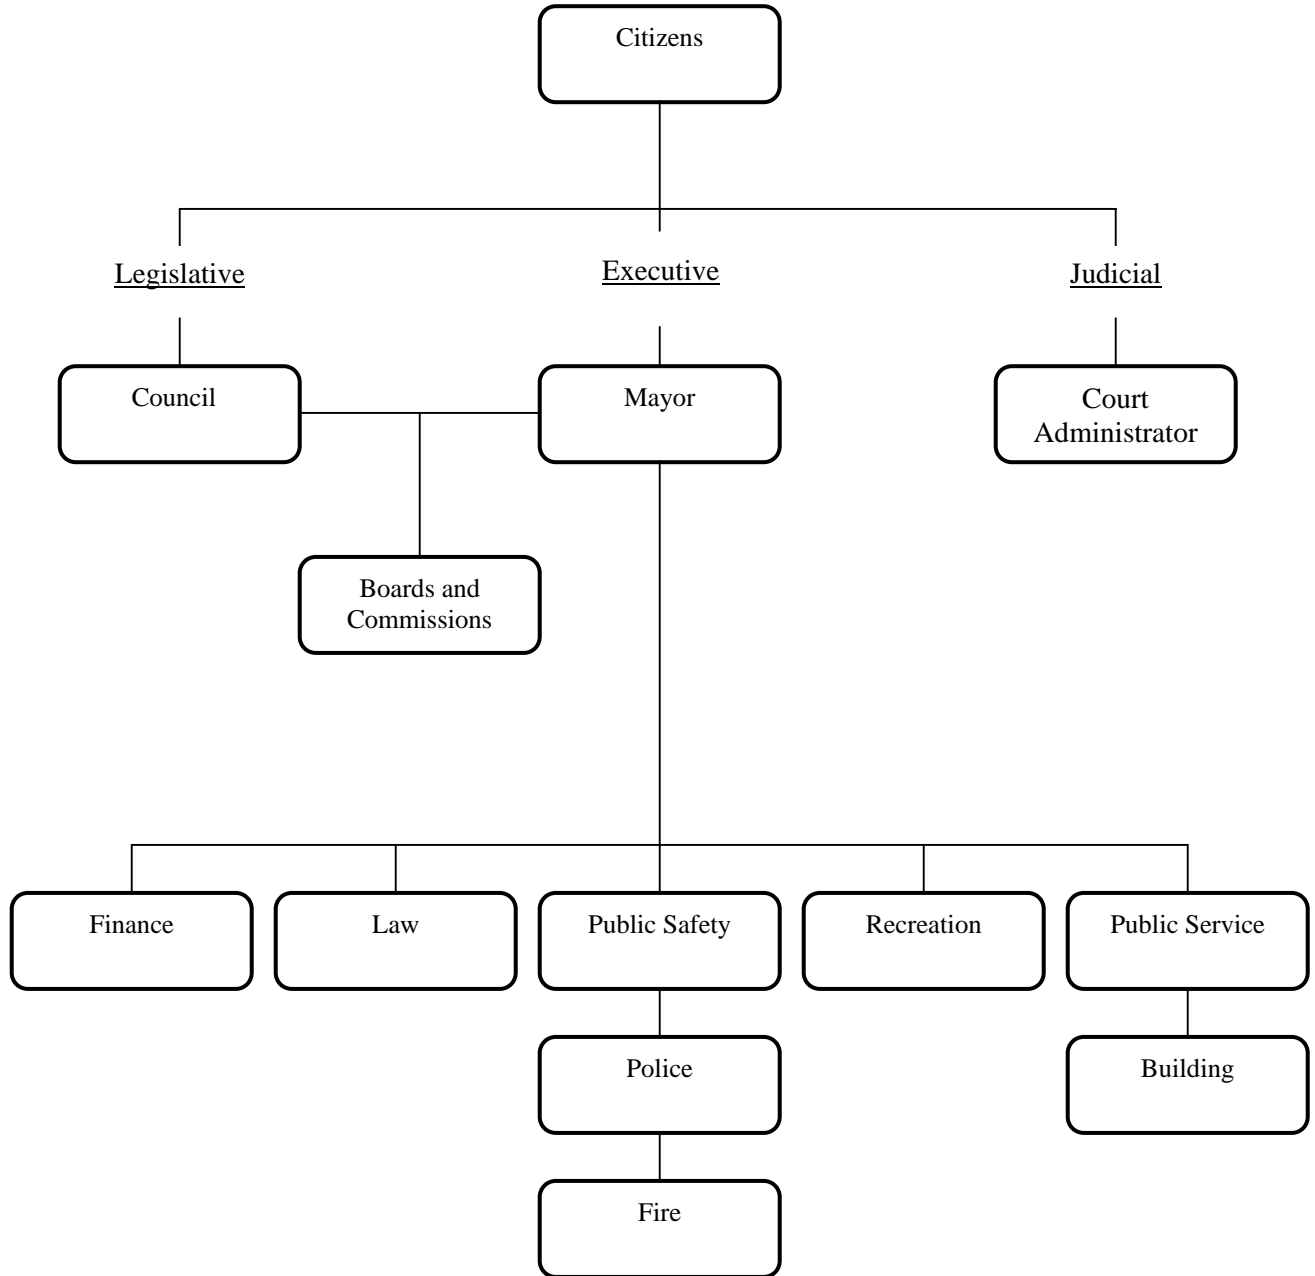 Citizens
Legislative
Executive
Judicial
Council
Mayor
Court
Administrator
Boards and
Commissions
Finance
Law
Public Safety
Recreation
Public Service
Police
Building
Fire